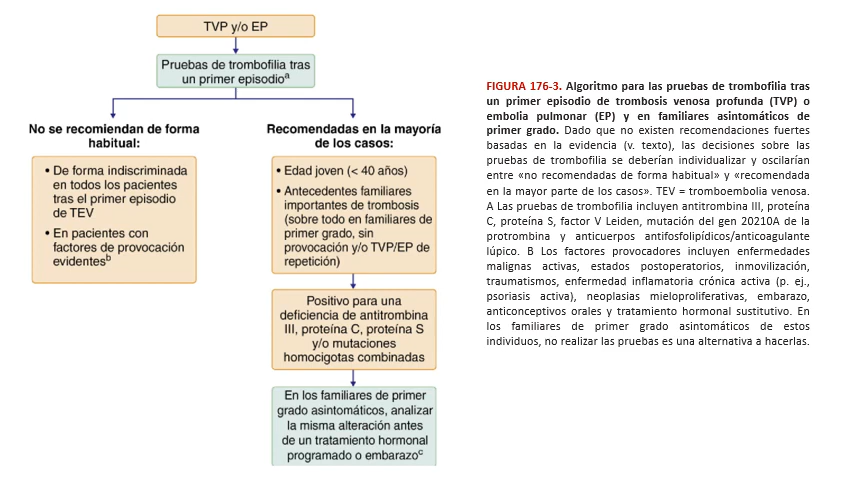 TVP y/o EP
Pruebas de trombofilia tras
un primer episodioª
No se recomiendan de forma
habitual:
• De forma indiscriminada
en todos los pacientes
tras el primer episodio
de TEV
• En pacientes con
factores de provocación
evidentesᵇ
Recomendadas en la mayoría
de los casos:
• Edad joven (< 40 años)
• Antecedentes familiares
importantes de trombosis
(sobre todo en familiares de
primer grado, sin
provocación y/o TVP/EP de
repetición)
Positivo para una
deficiencia de antitrombina
III, proteína C, proteína S
y/o mutaciones
homocigotas combinadas
En los familiares de primer
grado asintomáticos, analizar
la misma alteración antes
de un tratamiento hormonal
programado o embarazoᶜ
FIGURA 176-3. Algoritmo para las pruebas de trombofilia tras
un primer episodio de trombosis venosa profunda (TVP) o
embolia pulmonar (EP) y en familiares asintomáticos de
primer grado. Dado que no existen recomendaciones fuertes
basadas en la evidencia (v. texto), las decisiones sobre las
pruebas de trombofilia se deberían individualizar y oscilarían
entre «no recomendadas de forma habitual» y «recomendada
en la mayor parte de los casos». TEV = tromboembolia venosa.
A Las pruebas de trombofilia incluyen antitrombina III, proteína
C, proteína S, factor V Leiden, mutación del gen 20210A de la
protrombina y anticuerpos antifosfolipídicos/anticoagulante
lúpico. B Los factores provocadores incluyen enfermedades
malignas activas, estados postoperatorios, inmovilización,
traumatismos, enfermedad inflamatoria crónica activa (p. ej.,
psoriasis activa), neoplasias mieloproliferativas, embarazo,
anticonceptivos orales y tratamiento hormonal sustitutivo. En
los familiares de primer grado asintomáticos de estos
individuos, no realizar las pruebas es una alternativa a hacerlas.